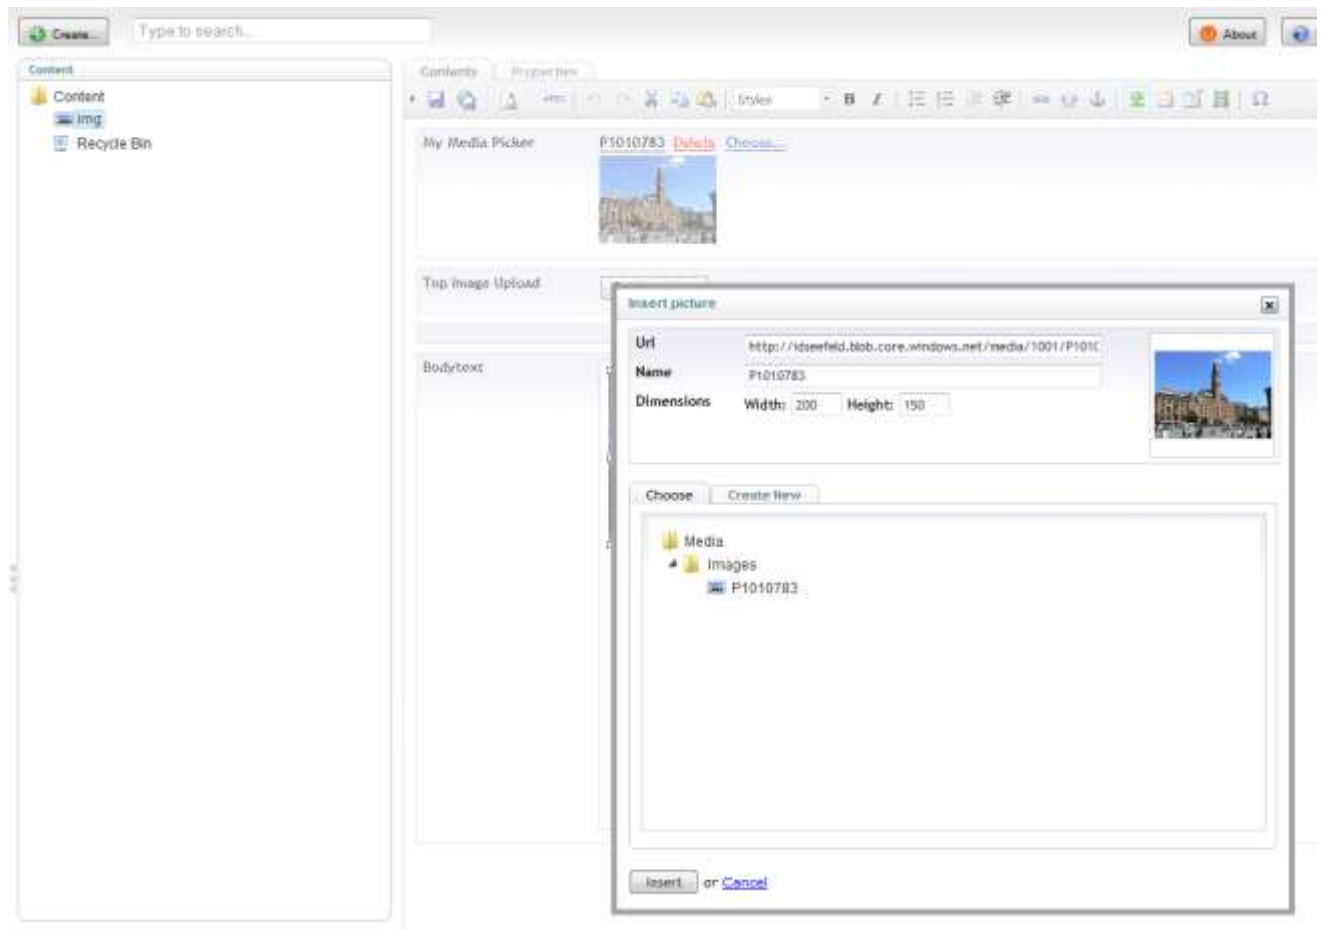 Create...
Type to search...
About
Content
Content
img
Recycle Bin
Contents
Properties
Styles
B I
Ω
My Media Picker
P1010783 Delete Choose...
Top Image Upload
Bodytext
Insert picture
Url
http://idseefeld.blob.core.windows.net/media/1001/P101
Name
P1010783
Dimensions
Width: 200 Height: 150
Choose
Create New
Media
Images
P1010783
Insert or Cancel